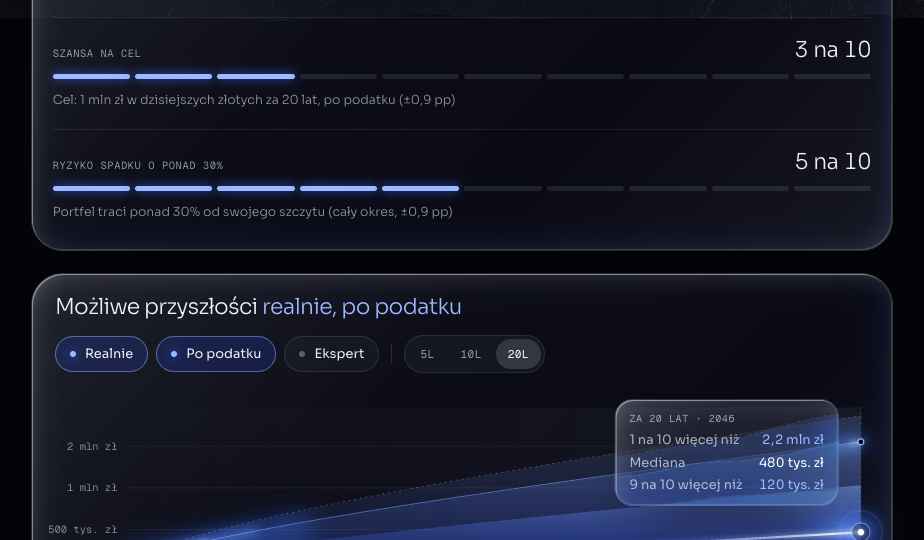 SZANSA NA CEL
3 na 10
Cel: 1 mln zł w dzisiejszych złotych za 20 lat, po podatku (±0,9 pp)
RYZYKO SPADKU O PONAD 30%
5 na 10
Portfel traci ponad 30% od swojego szczytu (cały okres, ±0,9 pp)
Możliwe przyszłości realnie, po podatku
Realnie Po podatku Ekspert 5L 10L 20L
ZA 20 LAT · 2046
1 na 10 więcej niż 2,2 mln zł
Mediana 480 tys. zł
9 na 10 więcej niż 120 tys. zł
2 mln zł
1 mln zł
500 tys. zł